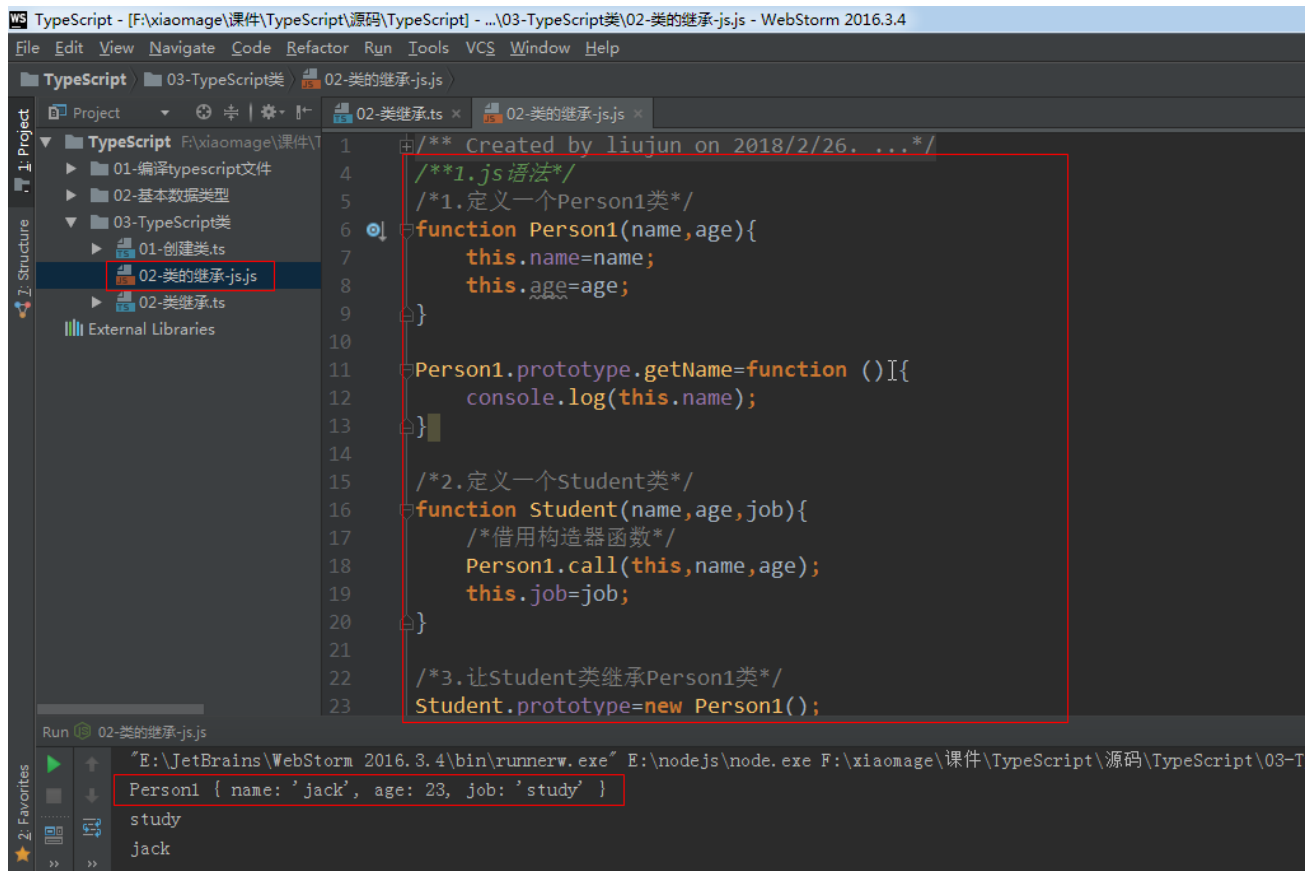 TypeScript - [F:\xiaomage\课件\TypeScript\源码\TypeScript] - ...\03-TypeScript类\02-类的继承-js.js - WebStorm 2016.3.4
File Edit View Navigate Code Refactor Run Tools VCS Window Help
TypeScript 03-TypeScript类 02-类的继承-js.js
Project 02-类继承.ts 02-类的继承-js.js
1: Project
7: Structure
2: Favorites
TypeScript F:\xiaomage\课件\T
01-编译typescript文件
02-基本数据类型
03-TypeScript类
01-创建类.ts
02-类的继承-js.js
02-类继承.ts
External Libraries
1 /** Created by liujun on 2018/2/26. ...*/
4 /**1.js语法*/
5 /*1.定义一个Person1类*/
6 function Person1(name,age){
7 this.name=name;
8 this.age=age;
9 }
10
11 Person1.prototype.getName=function (){
12 console.log(this.name);
13 }
14
15 /*2.定义一个Student类*/
16 function Student(name,age,job){
17 /*借用构造器函数*/
18 Person1.call(this,name,age);
19 this.job=job;
20 }
21
22 /*3.让Student类继承Person1类*/
23 Student.prototype=new Person1();
Run 02-类的继承-js.js
"E:\JetBrains\WebStorm 2016.3.4\bin\runnerw.exe" E:\nodejs\node.exe F:\xiaomage\课件\TypeScript\源码\TypeScript\03-T
Person1 { name: 'jack', age: 23, job: 'study' }
study
jack